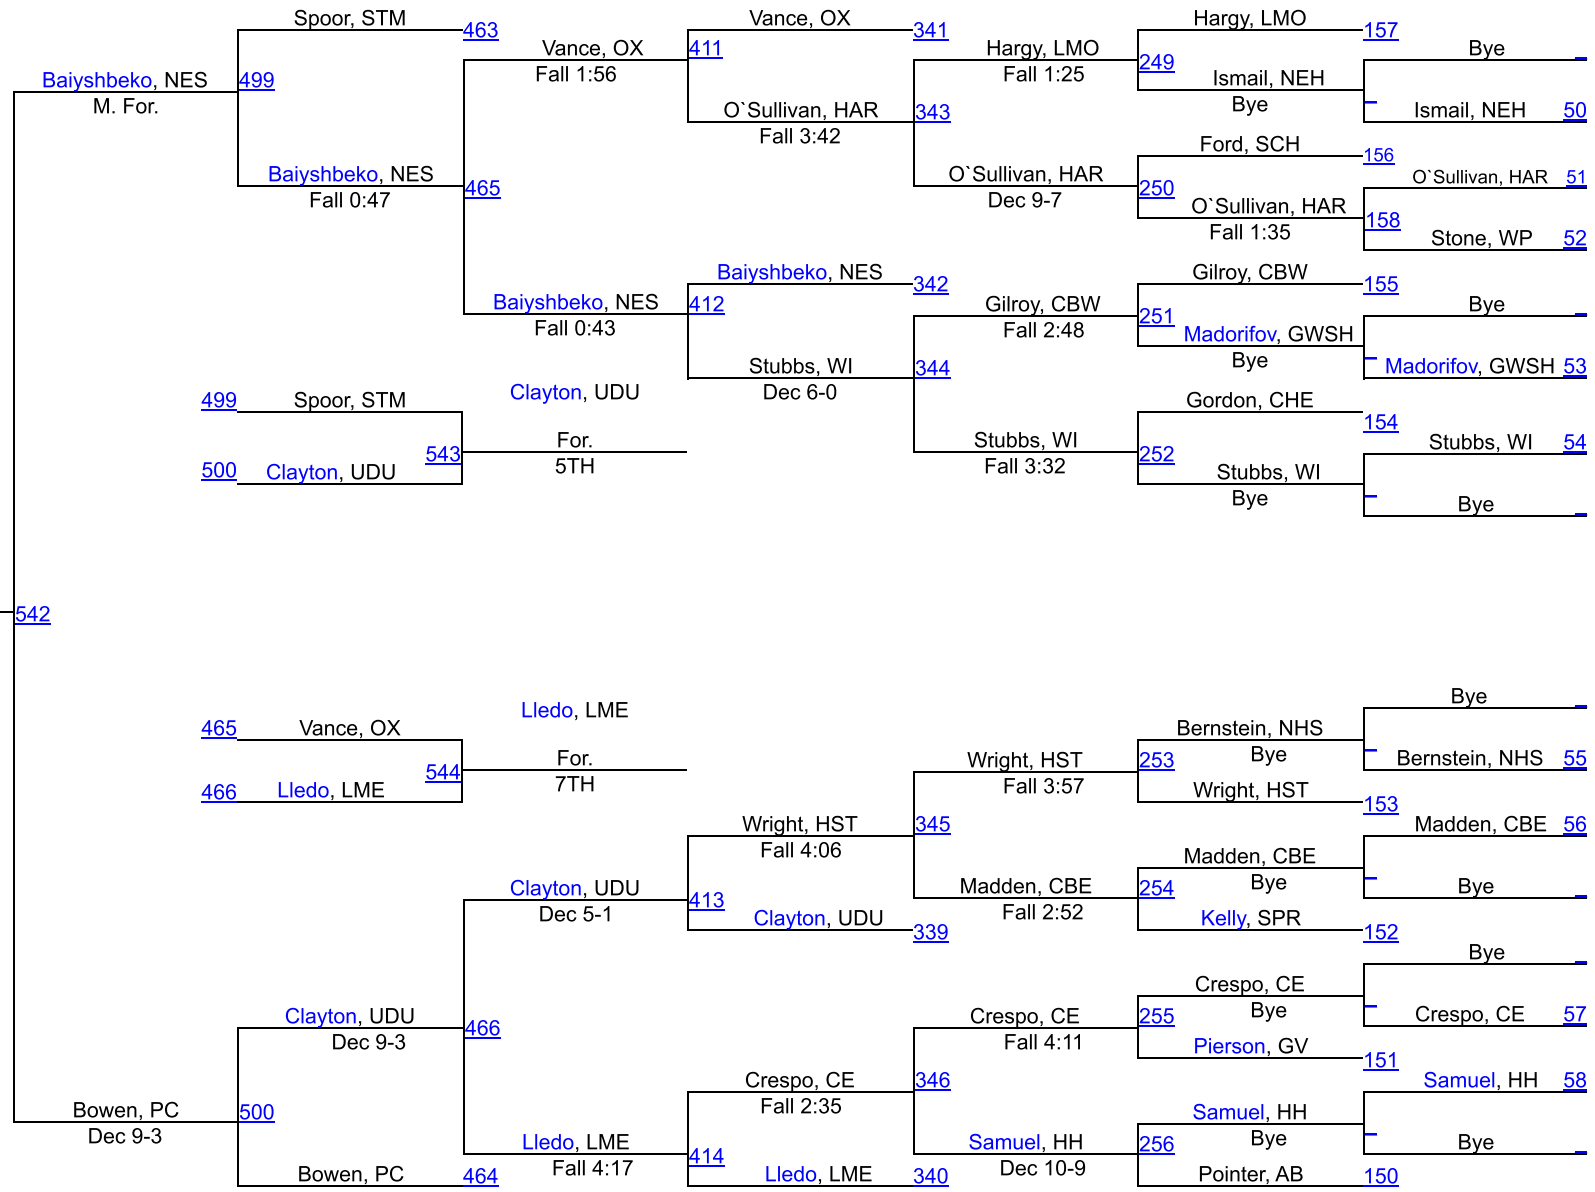 Spoor, STM
463
Vance, OX
341
Hargy, LMO
157
Vance, OX
Fall 1:56
411
Hargy, LMO
Fall 1:25
249
Bye
Baiyshbeko, NES
M. For.
499
Ismail, NEH
Bye
O`Sullivan, HAR
Fall 3:42
343
Ismail, NEH
50
Ford, SCH
156
Baiyshbeko, NES
Fall 0:47
465
O`Sullivan, HAR
Dec 9-7
250
O`Sullivan, HAR
51
O`Sullivan, HAR
Fall 1:35
158
Stone, WP
52
Baiyshbeko, NES
342
Gilroy, CBW
155
Baiyshbeko, NES
Fall 0:43
412
Gilroy, CBW
Fall 2:48
251
Bye
Madorifov, GWSH
Bye
Stubbs, WI
Dec 6-0
344
Madorifov, GWSH
53
Clayton, UDU
499
Spoor, STM
Gordon, CHE
154
543
For.
5TH
Stubbs, WI
Fall 3:32
252
Stubbs, WI
54
500
Clayton, UDU
Stubbs, WI
Bye
Bye
542
Bye
Lledo, LME
465
Vance, OX
Bernstein, NHS
Bye
544
For.
7TH
Wright, HST
Fall 3:57
253
Bernstein, NHS
55
466
Lledo, LME
Wright, HST
153
Wright, HST
Fall 4:06
345
Madden, CBE
56
Madden, CBE
Bye
Clayton, UDU
Dec 5-1
413
Madden, CBE
Fall 2:52
254
Bye
Clayton, UDU
339
Kelly, SPR
152
Bye
Crespo, CE
Bye
Clayton, UDU
Dec 9-3
466
Crespo, CE
Fall 4:11
255
Crespo, CE
57
Pierson, GV
151
Crespo, CE
Fall 2:35
346
Samuel, HH
58
Bowen, PC
Dec 9-3
500
Samuel, HH
Bye
Lledo, LME
Fall 4:17
414
Samuel, HH
Dec 10-9
256
Bye
Bowen, PC
464
Lledo, LME
340
Pointer, AB
150